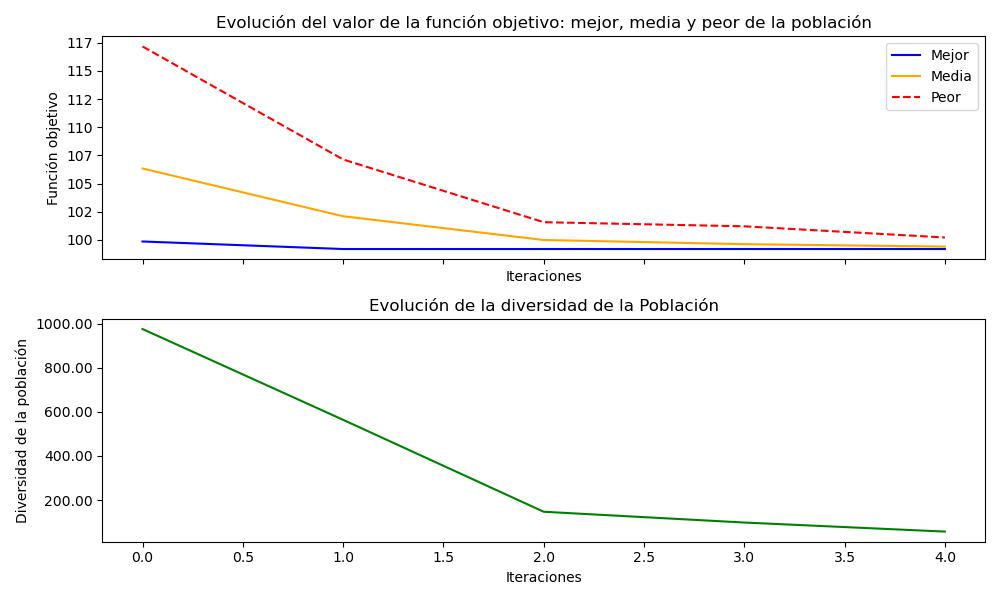 Evolución del valor de la función objetivo: mejor, media y peor de la población
Función objetivo
117
115
112
110
107
105
102
100
Mejor
Media
Peor
Iteraciones
Evolución de la diversidad de la Población
Diversidad de la población
1000.00
800.00
600.00
400.00
200.00
0.0 0.5 1.0 1.5 2.0 2.5 3.0 3.5 4.0
Iteraciones